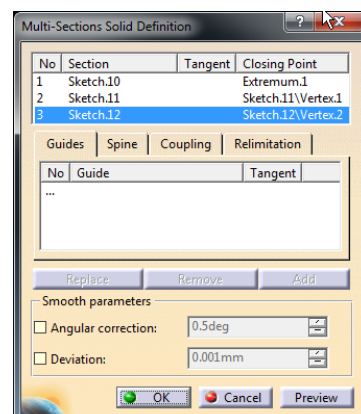 Multi-Sections Solid Definition ? X
No Section Tangent Closing Point
1 Sketch.10 Extremum.1
2 Sketch.11 Sketch.11\Vertex.1
3 Sketch.12 Sketch.12\Vertex.2
Guides Spine Coupling Relimitation
No Guide Tangent
...
Replace Remove Add
Smooth parameters
Angular correction: 0.5deg
Deviation: 0.001mm
OK Cancel Preview